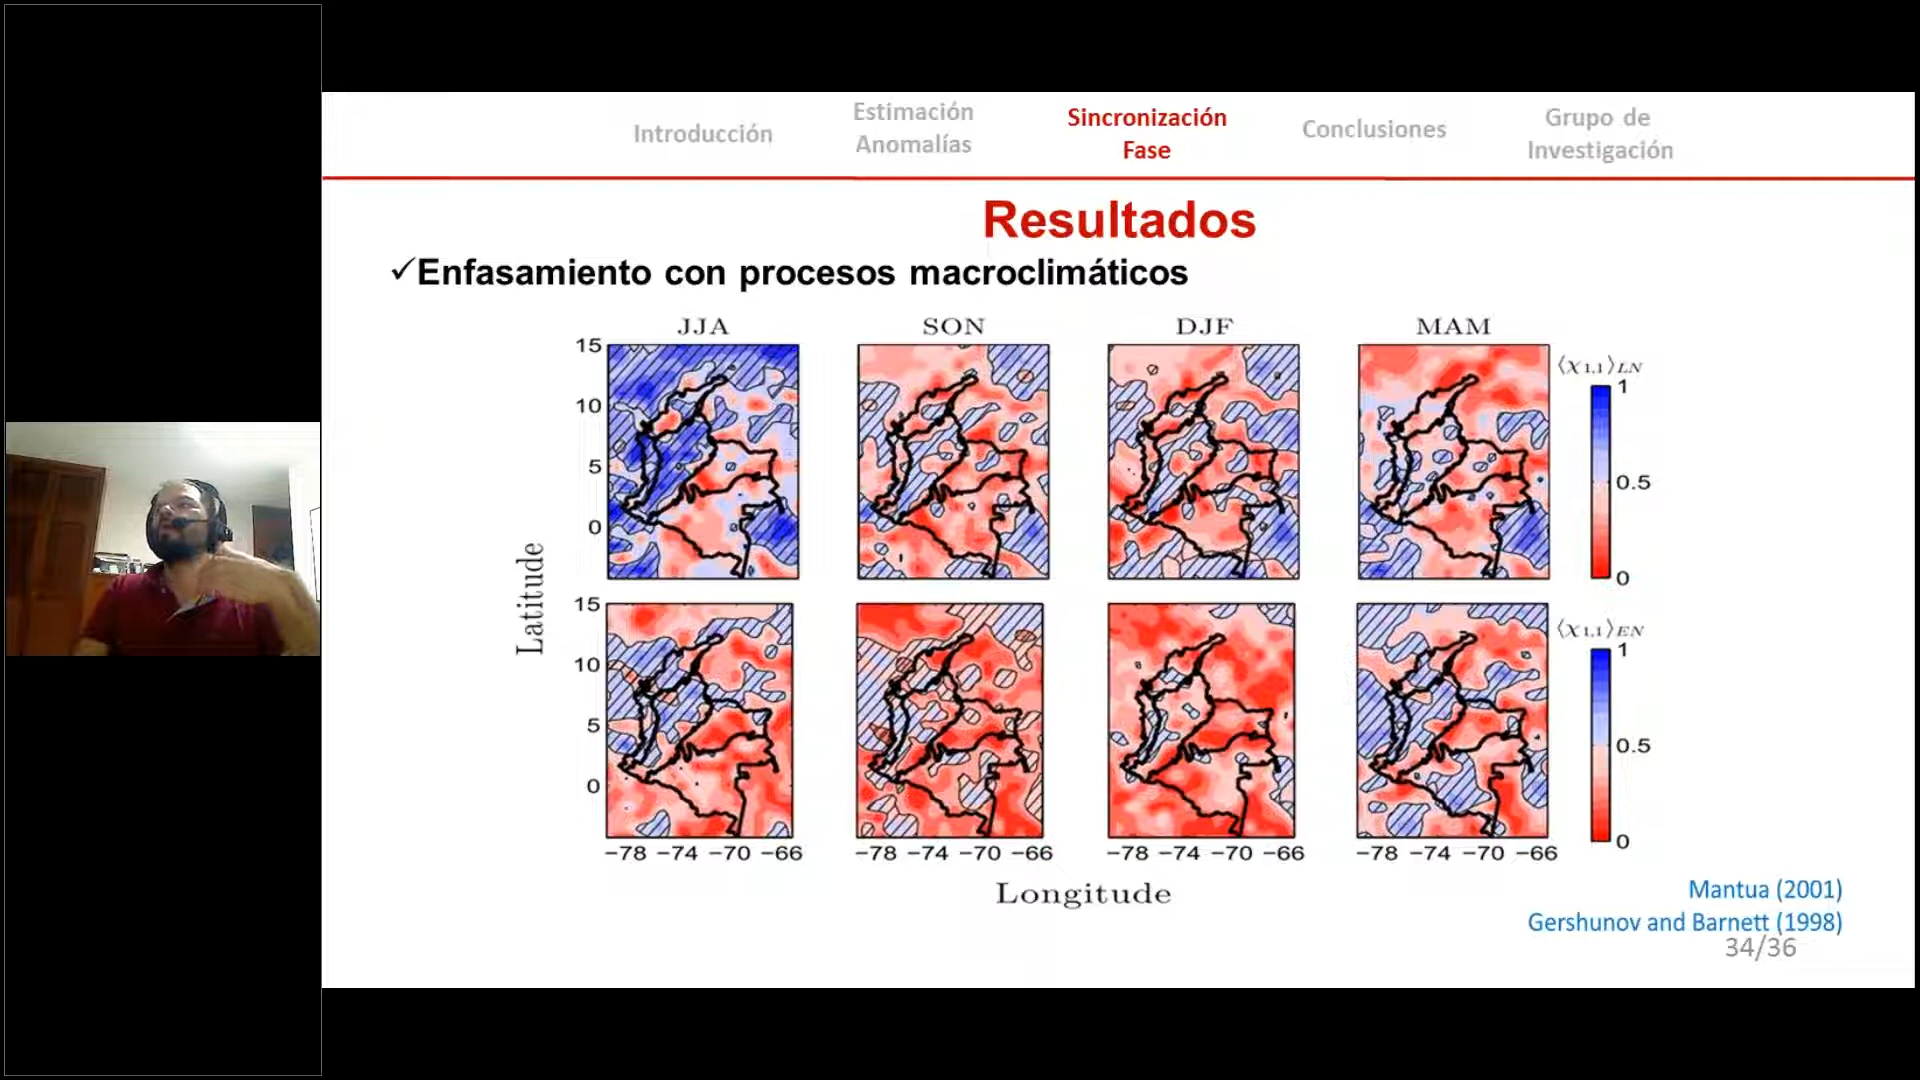 Introducción
Estimación
Anomalías
Sincronización
Fase
Conclusiones
Grupo de
Investigación
Resultados
✓Enfasamiento con procesos macroclimáticos
JJA SON DJF MAM
15
10
5
0
⟨χ1,1⟩LN
1
0.5
0
Latitude
15
10
5
0
⟨χ1,1⟩EN
1
0.5
0
−78 −74 −70 −66 −78 −74 −70 −66 −78 −74 −70 −66 −78 −74 −70 −66
Longitude
Mantua (2001)
Gershunov and Barnett (1998)
34/36